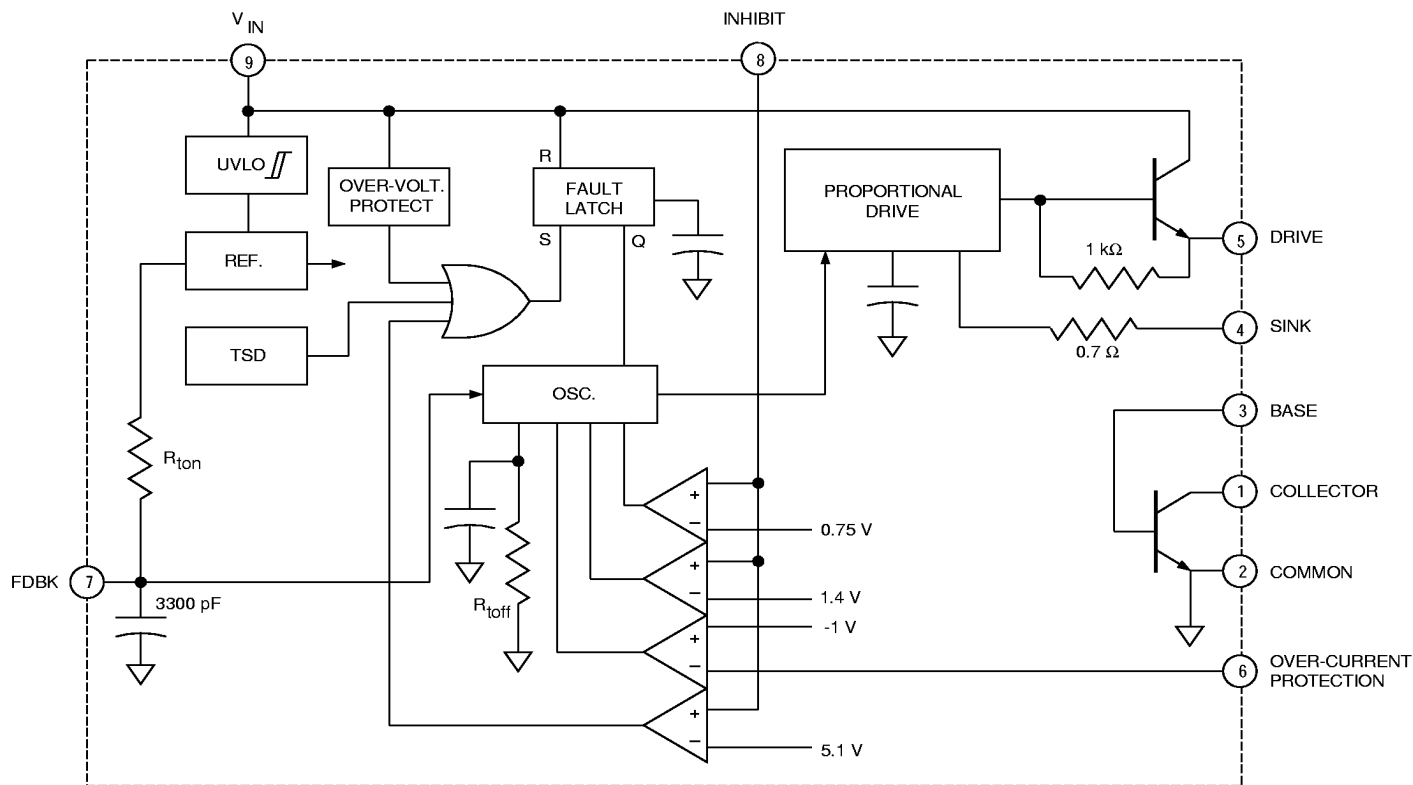 V IN
INHIBIT
9
8
UVLO
R
OVER-VOLT.
PROTECT
FAULT
LATCH
PROPORTIONAL
DRIVE
S
Q
REF.
1 kΩ
5
DRIVE
TSD
4
SINK
0.7 Ω
OSC.
3
BASE
Rton
+
−
0.75 V
1
COLLECTOR
FDBK
7
3300 pF
Rtoff
+
−
1.4 V
2
COMMON
+
-1 V
−
6
OVER-CURRENT
PROTECTION
+
−
5.1 V